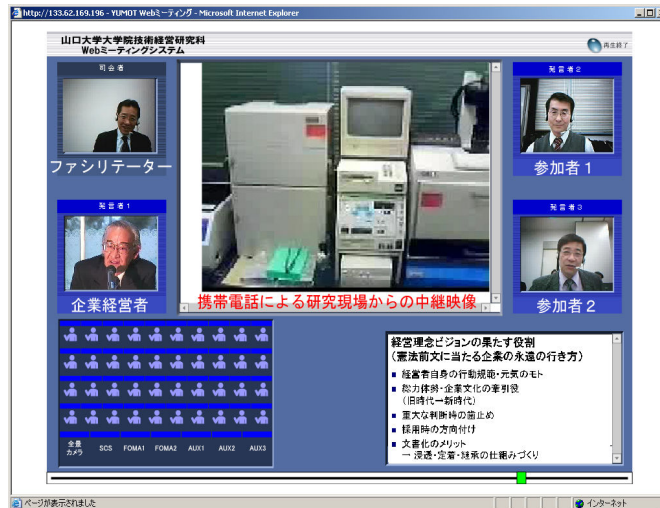 http://133.62.169.196 - YUMOT Webミーティング - Microsoft Internet Explorer
山口大学大学院技術経営研究科
Webミーティングシステム
再生終了
司会者
ファシリテーター
発言者1
企業経営者
携帯電話による研究現場からの中継映像
発言者2
参加者1
発言者3
参加者2
全景カメラ SCS FOMA1 FOMA2 AUX1 AUX2 AUX3
経営理念ビジョンの果たす役割
(憲法前文に当たる企業の永遠の行き方)
■ 経営者自身の行動規範・元気のモト
■ 総力体勢・企業文化の牽引役
(旧時代→新時代)
■ 重大な判断時の歯止め
■ 採用時の方向付け
■ 文書化のメリット
→ 浸透・定着・継承の仕組みづくり
ページが表示されました
インターネット